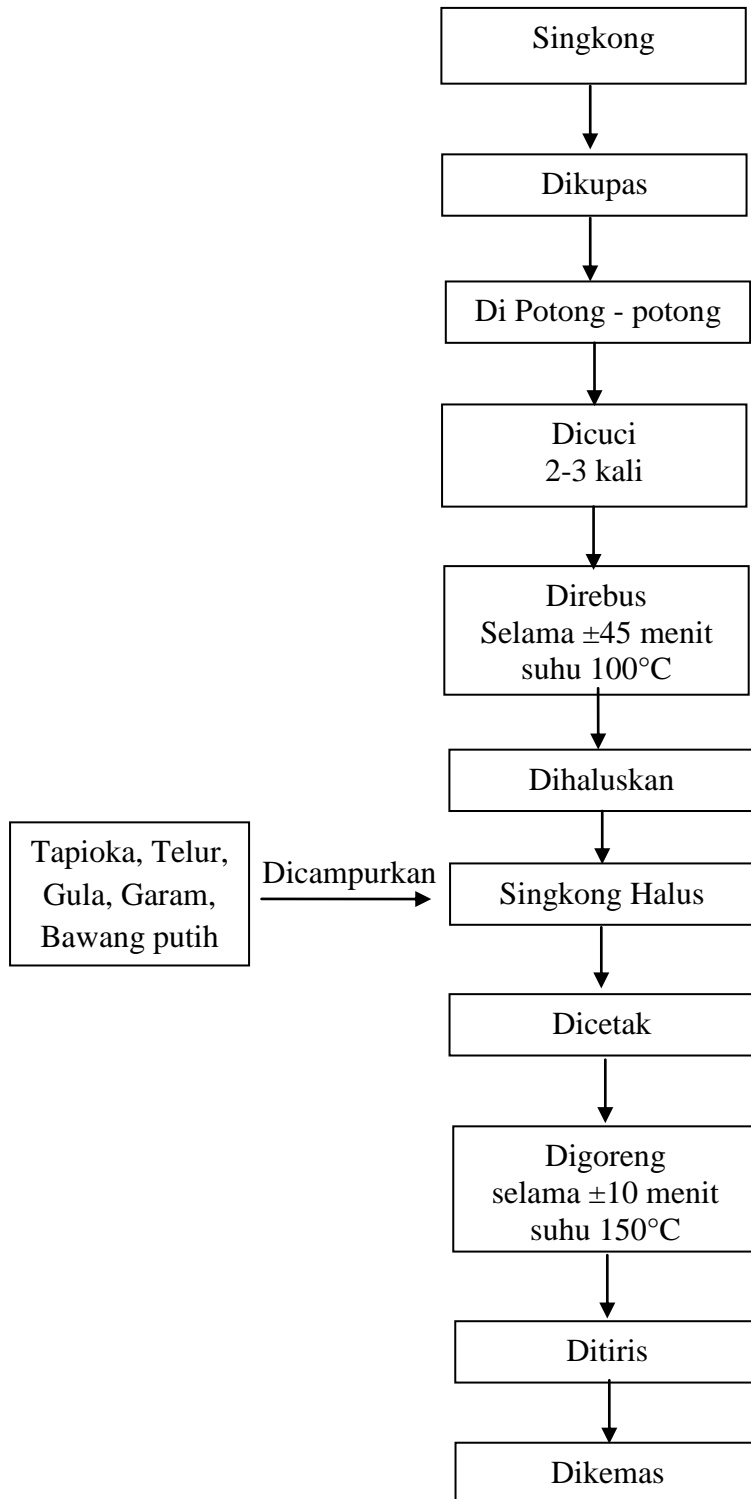 Singkong
Dikupas
Di Potong - potong
Dicuci
2-3 kali
Direbus
Selama ±45 menit
suhu 100°C
Dihaluskan
Tapioka, Telur,
Gula, Garam,
Bawang putih
Dicampurkan
Singkong Halus
Dicetak
Digoreng
selama ±10 menit
suhu 150°C
Ditiris
Dikemas